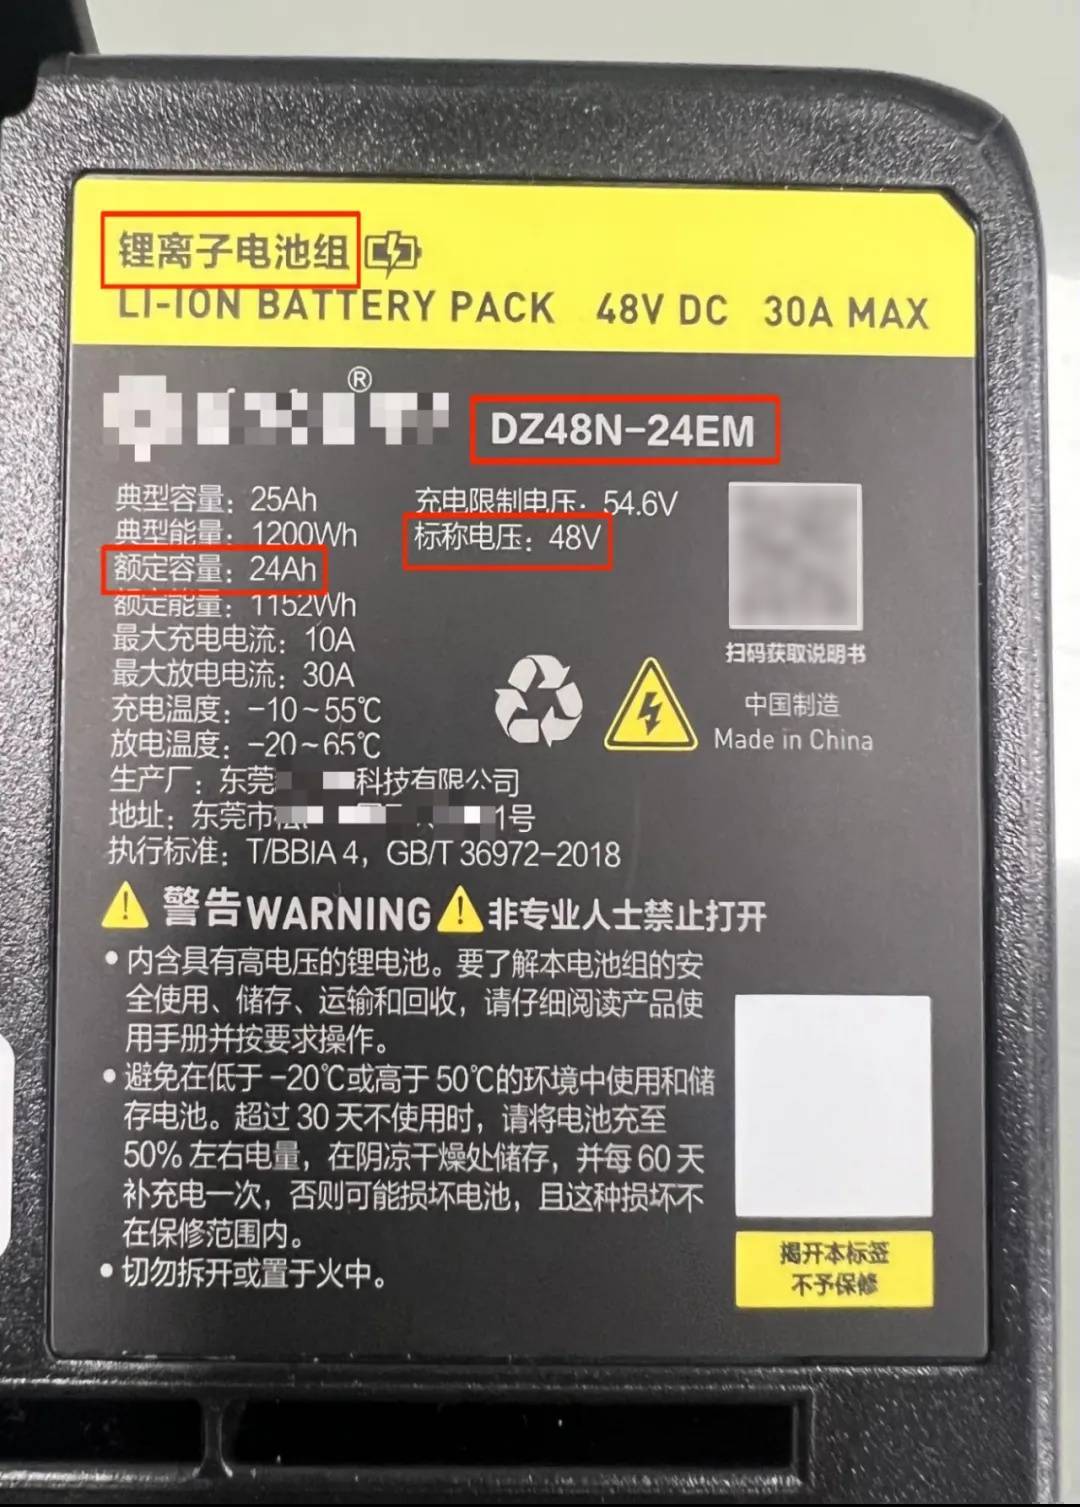 锂离子电池组
LI-ION BATTERY PACK 48V DC 30A MAX
® DZ48N-24EM
典型容量：25Ah 充电限制电压：54.6V
典型能量：1200Wh 标称电压：48V
额定容量：24Ah
额定能量：1152Wh
最大充电电流：10A
最大放电电流：30A
充电温度：-10~55℃
放电温度：-20~65℃
扫码获取说明书
中国制造
Made in China
生产厂：东莞 科技有限公司
地址：东莞市 1号
执行标准：T/BBIA 4，GB/T 36972-2018
警告WARNING 非专业人士禁止打开
•内含具有高电压的锂电池。要了解本电池组的安
全使用、储存、运输和回收，请仔细阅读产品使
用手册并按要求操作。
•避免在低于 -20℃或高于 50℃的环境中使用和储
存电池。超过 30 天不使用时，请将电池充至
50% 左右电量，在阴凉干燥处储存，并每 60 天
补充电一次，否则可能损坏电池，且这种损坏不
在保修范围内。
•切勿拆开或置于火中。
揭开本标签
不予保修